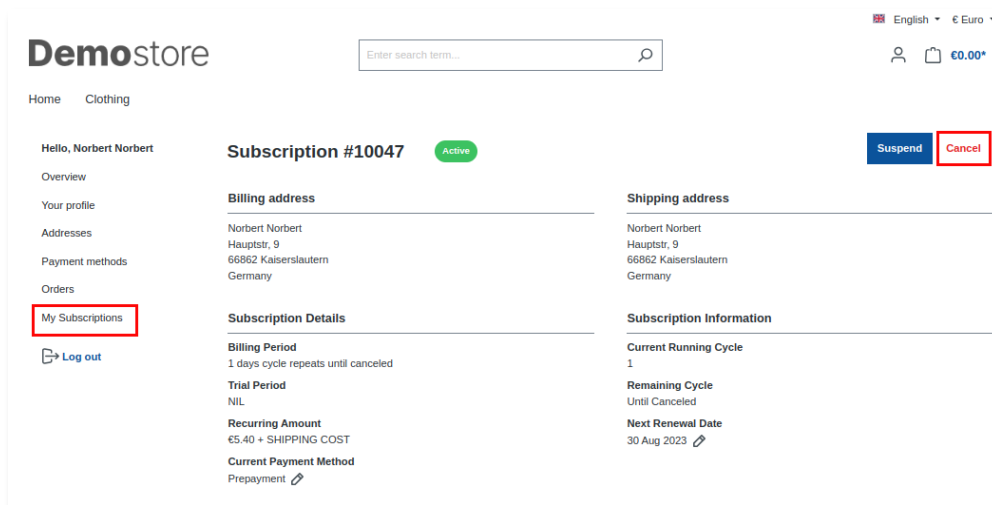 English
€ Euro
Demostore
Enter search term...
€0.00*
Home Clothing
Hello, Norbert Norbert
Overview
Your profile
Addresses
Payment methods
Orders
My Subscriptions
Log out
Subscription #10047
Active
Suspend
Cancel
Billing address
Norbert Norbert
Hauptstr, 9
66862 Kaiserslautern
Germany
Shipping address
Norbert Norbert
Hauptstr, 9
66862 Kaiserslautern
Germany
Subscription Details
Billing Period
1 days cycle repeats until canceled
Trial Period
NIL
Recurring Amount
€5.40 + SHIPPING COST
Current Payment Method
Prepayment
Subscription Information
Current Running Cycle
1
Remaining Cycle
Until Canceled
Next Renewal Date
30 Aug 2023